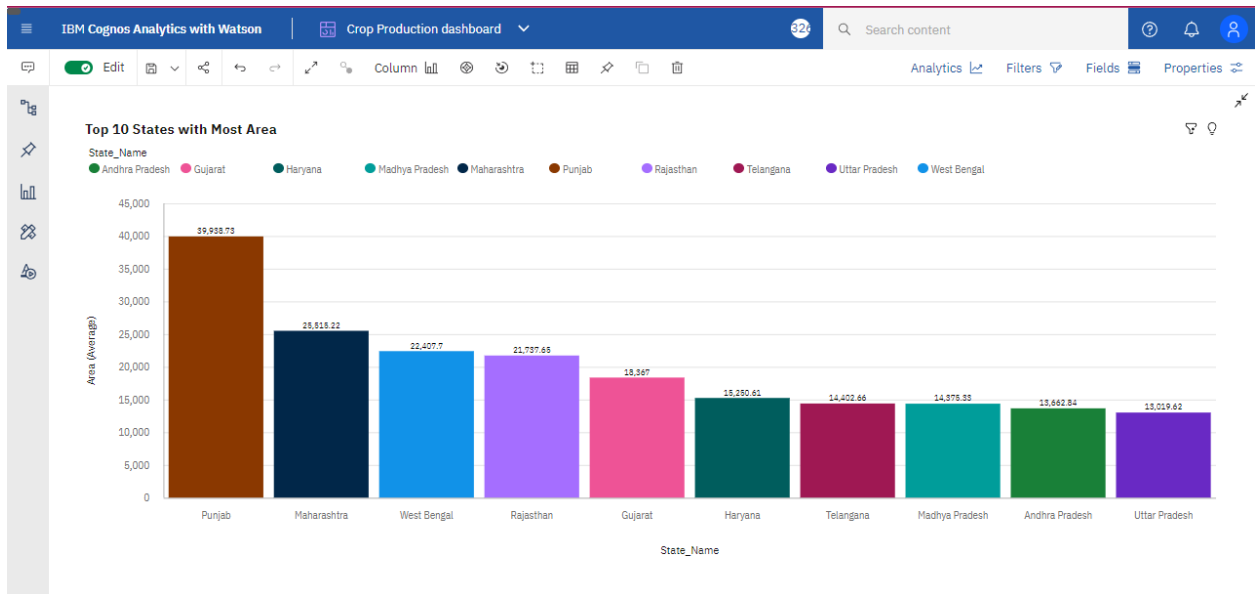 IBM Cognos Analytics with Watson
Crop Production dashboard
326
Search content
Edit
Column
Analytics
Filters
Fields
Properties
Top 10 States with Most Area
State_Name
Andhra Pradesh Gujarat Haryana Madhya Pradesh Maharashtra Punjab Rajasthan Telangana Uttar Pradesh West Bengal
45,000
40,000
35,000
30,000
25,000
20,000
15,000
10,000
5,000
0
Area (Average)
39,938.73
25,515.22
22,407.7
21,737.65
18,367
15,250.61
14,402.66
14,375.33
13,662.84
13,019.62
Punjab Maharashtra West Bengal Rajasthan Gujarat Haryana Telangana Madhya Pradesh Andhra Pradesh Uttar Pradesh
State_Name